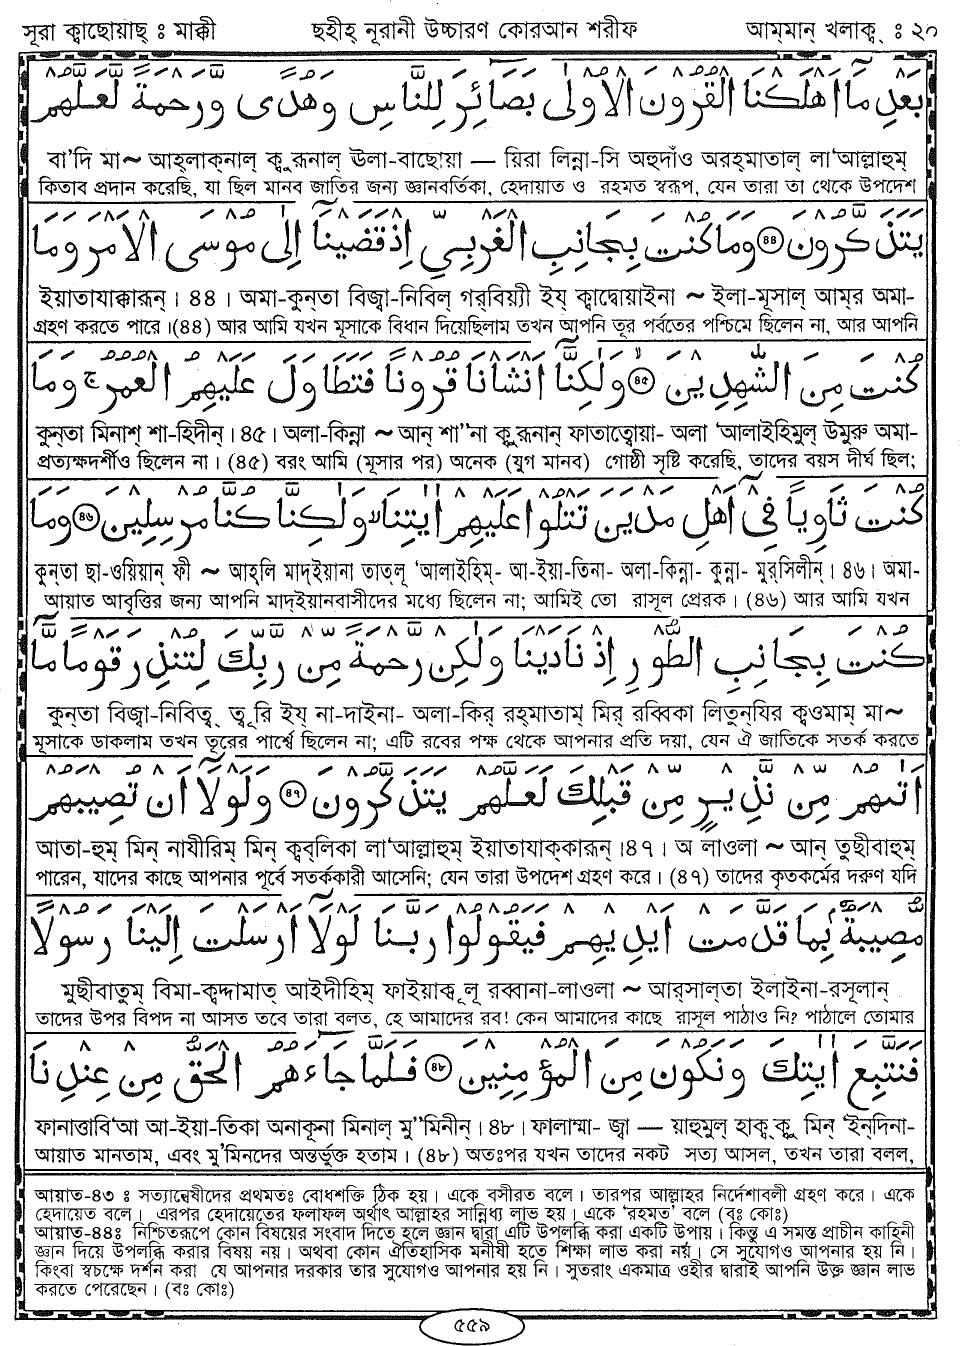 সূরা ক্বাছোয়াছ্ ঃ মাক্কী ছহীহ্ নূরানী উচ্চারণ কোরআন শরীফ আম্মান্ খলাক্ব্ ঃ ২০
بَعْدِ مَآ اَهْلَكْنَا الْقُرُوْنَ الْاُوْلٰى بَصَآئِرَ لِلنَّاسِ وَهُدًى وَّرَحْمَةً لَّعَلَّهُمْ
বা'দি মা~ আহ্লাক্নাল্ ক্বুরূনাল্ ঊলা-বাছোয়া — য়িরা লিন্না-সি অহুদাঁও অরহ্মাতাল্ লা'আল্লাহুম্
কিতাব প্রদান করেছি, যা ছিল মানব জাতির জন্য জ্ঞানবর্তিকা, হেদায়াত ও রহমত স্বরূপ, যেন তারা তা থেকে উপদেশ
يَتَذَكَّرُوْنَ ﴿٤٤﴾ وَمَا كُنْتَ بِجَانِبِ الْغَرْبِيِّ اِذْ قَضَيْنَآ اِلٰى مُوْسَى الْاَمْرَ وَمَا
ইয়াতাযাক্কারূন্। ৪৪। অমা-কুন্তা বিজ্বা-নিবিল্ গর্বিয়্যী ইয্ ক্বাদ্বোয়াইনা ~ ইলা-মূসাল্ আম্র অমা-
গ্রহণ করতে পারে।(৪৪) আর আমি যখন মূসাকে বিধান দিয়েছিলাম তখন আপনি তূর পর্বতের পশ্চিমে ছিলেন না, আর আপনি
كُنْتَ مِنَ الشّٰهِدِيْنَ ﴿٤٥﴾ وَلٰكِنَّآ اَنْشَاْنَا قُرُوْنًا فَتَطَاوَلَ عَلَيْهِمُ الْعُمُرُ ج وَمَا
কুন্তা মিনাশ্ শা-হিদীন্। ৪৫। অলা-কিন্না ~ আন্ শা"না ক্বুরূনান্ ফাতাত্বোয়া- অলা 'আলাইহিমুল্ উমুরু অমা-
প্রত্যক্ষদর্শীও ছিলেন না। (৪৫) বরং আমি (মূসার পর) অনেক (যুগ মানব) গোষ্ঠী সৃষ্টি করেছি, তাদের বয়স দীর্ঘ ছিল;
كُنْتَ ثَاوِيًا فِيْٓ اَهْلِ مَدْيَنَ تَتْلُوْا عَلَيْهِمْ اٰيٰتِنَا لا وَلٰكِنَّا كُنَّا مُرْسِلِيْنَ ﴿٤٦﴾ وَمَا
কুন্তা ছা-ওয়িয়ান্ ফী ~ আহ্লি মাদ্ইয়ানা তাত্লূ 'আলাইহিম্- আ-ইয়া-তিনা- অলা-কিন্না- কুন্না- মুর্সিলীন্। ৪৬। অমা-
আয়াত আবৃত্তির জন্য আপনি মাদ্ইয়ানবাসীদের মধ্যে ছিলেন না; আমিই তো রাসূল প্রেরক। (৪৬) আর আমি যখন
كُنْتَ بِجَانِبِ الطُّوْرِ اِذْ نَادَيْنَا وَلٰكِنْ رَّحْمَةً مِّنْ رَّبِّكَ لِتُنْذِرَ قَوْمًا مَّآ
কুন্তা বিজ্বা-নিবিত্ব্ ত্বূরি ইয্ না-দাইনা- অলা-কির্ রহ্মাতাম্ মির্ রব্বিকা লিতুন্যির ক্বওমাম্ মা~
মূসাকে ডাকলাম তখন তূরের পার্শ্বে ছিলেন না; এটি রবের পক্ষ থেকে আপনার প্রতি দয়া, যেন ঐ জাতিকে সতর্ক করতে
اَتٰىهُمْ مِّنْ نَّذِيْرٍ مِّنْ قَبْلِكَ لَعَلَّهُمْ يَتَذَكَّرُوْنَ ﴿٤٧﴾ وَلَوْلَآ اَنْ تُصِيْبَهُمْ
আতা-হুম্ মিন্ নাযীরিম্ মিন্ ক্বব্লিকা লা'আল্লাহুম্ ইয়াতাযাক্কারূন্।৪৭। অ লাওলা ~ আন্ তুছীবাহুম্
পারেন, যাদের কাছে আপনার পূর্বে সতর্ককারী আসেনি; যেন তারা উপদেশ গ্রহণ করে। (৪৭) তাদের কৃতকর্মের দরুণ যদি
مُّصِيْبَةٌ بِمَا قَدَّمَتْ اَيْدِيْهِمْ فَيَقُوْلُوْا رَبَّنَا لَوْلَآ اَرْسَلْتَ اِلَيْنَا رَسُوْلًا
মুছীবাতুম্ বিমা-ক্বদ্দামাত্ আইদীহিম্ ফাইয়াক্বূলূ রব্বানা-লাওলা ~ আর্সাল্তা ইলাইনা-রসূলান্
তাদের উপর বিপদ না আসত তবে তারা বলত, হে আমাদের রব! কেন আমাদের কাছে রাসূল পাঠাও নি? পাঠালে তোমার
فَنَتَّبِعَ اٰيٰتِكَ وَنَكُوْنَ مِنَ الْمُؤْمِنِيْنَ ﴿٤٨﴾ فَلَمَّا جَآءَهُمُ الْحَقُّ مِنْ عِنْدِنَا
ফানাত্তাবি'আ আ-ইয়া-তিকা অনাকূনা মিনাল্ মু"মিনীন্। ৪৮। ফালাম্মা- জ্বা — য়াহুমুল্ হাক্ব্ক্বু মিন্ 'ইন্দিনা-
আয়াত মানতাম, এবং মু'মিনদের অন্তর্ভুক্ত হতাম। (৪৮) অতঃপর যখন তাদের নকট সত্য আসল, তখন তারা বলল,
আয়াত-৪৩ ঃ সত্যান্বেষীদের প্রথমতঃ বোধশক্তি ঠিক হয়। একে বসীরত বলে। তারপর আল্লাহর নির্দেশাবলী গ্রহণ করে। একে
হেদায়েত বলে। এরপর হেদায়েতের ফলাফল অর্থাৎ আল্লাহর সান্নিধ্য লাভ হয়। একে 'রহমত' বলে (বঃ কোঃ)
আয়াত-৪৪ঃ নিশ্চিতরূপে কোন বিষয়ের সংবাদ দিতে হলে জ্ঞান দ্বারা এটি উপলব্ধি করা একটি উপায়। কিন্তু এ সমস্ত প্রাচীন কাহিনী
জ্ঞান দিয়ে উপলব্ধি করার বিষয় নয়। অথবা কোন ঐতিহাসিক মনীষী হতে শিক্ষা লাভ করা নয়। সে সুযোগও আপনার হয় নি।
কিংবা স্বচক্ষে দর্শন করা যে আপনার দরকার তার সুযোগও আপনার হয় নি। সুতরাং একমাত্র ওহীর দ্বারাই আপনি উক্ত জ্ঞান লাভ
করতে পেরেছেন। (বঃ কোঃ)
৫৫৯